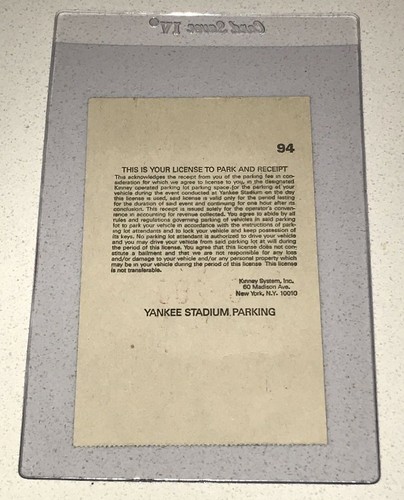 Card Saver IV®
94
THIS IS YOUR LICENSE TO PARK AND RECEIPT
This acknowledges the receipt from you of the parking fee in con-
sideration for which we agree to license to you, in the designated
Kinney operated parking lot parking space for the parking of your
vehicle during the event conducted at Yankee Stadium on the day
this license is used, said license is valid only for the period lasting
for the duration of said event and continuing for one hour after its
conclusion. This receipt is issued solely for the operator's conven-
ience in accounting for revenue collected. You agree to abide by all
rules and regulations governing parking of vehicles in said parking
lot to park your vehicle in accordance with the instructions of park-
ing lot attendants and to lock your vehicle and keep possession of
its keys. No parking lot attendant is authorized to drive your vehicle
and you may drive your vehicle from said parking lot at will during
the period of this license. You agree that this license does not con-
stitute a bailment and that we are not responsible for any loss
and/or damage to your vehicle and/or any personal property which
may be in your vehicle during the period of this license. This license
is not transferable.
Kinney System, Inc.
60 Madison Ave.
New York, N.Y. 10010
YANKEE STADIUM PARKING